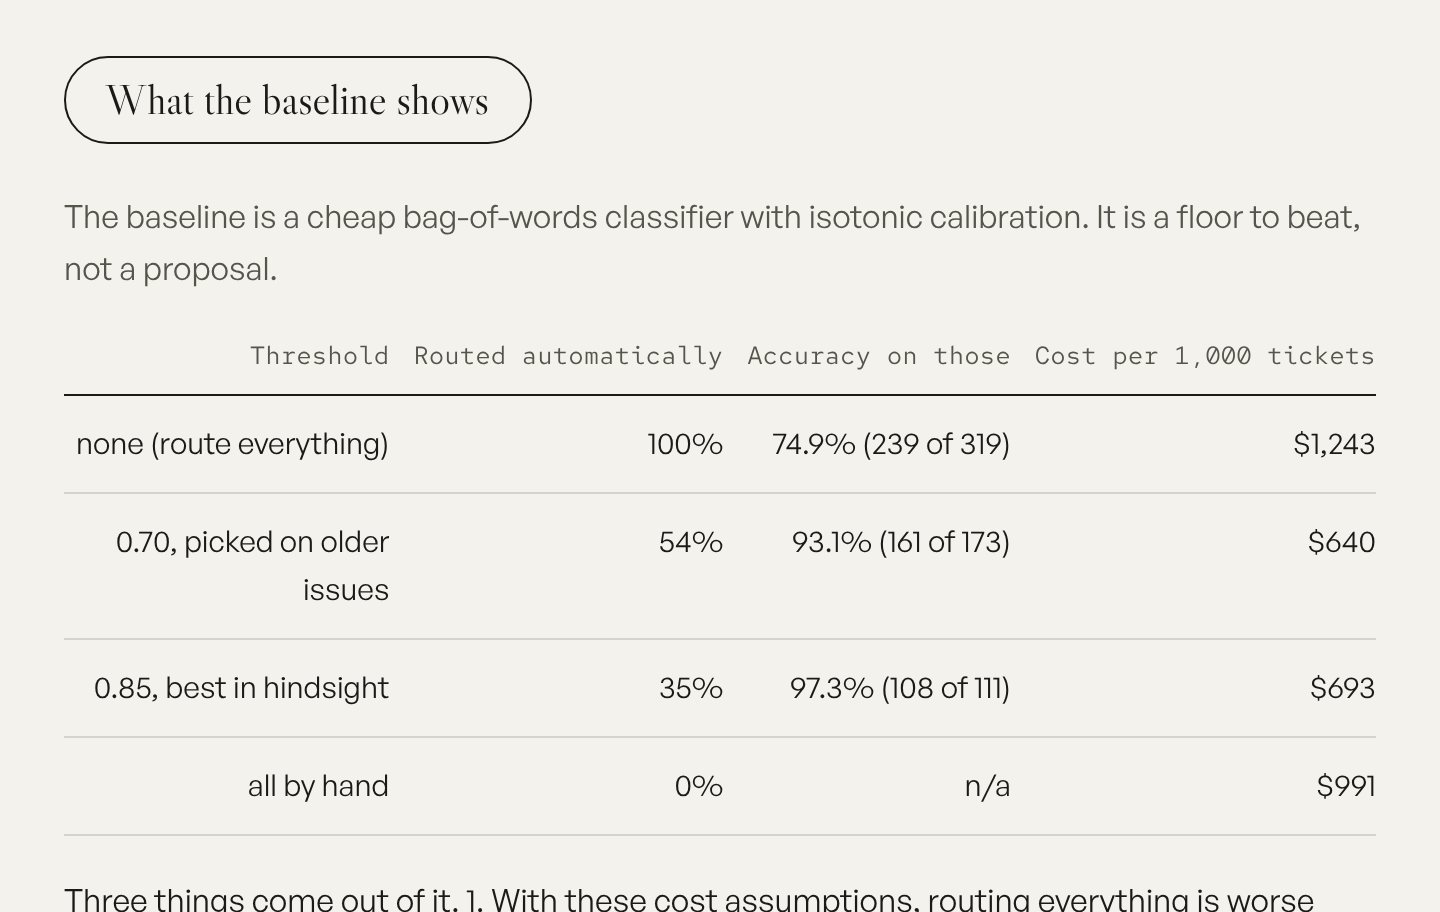 What the baseline shows
The baseline is a cheap bag-of-words classifier with isotonic calibration. It is a floor to beat,
not a proposal.
Threshold Routed automatically Accuracy on those Cost per 1,000 tickets
none (route everything) 100% 74.9% (239 of 319) $1,243
0.70, picked on older 54% 93.1% (161 of 173) $640
issues
0.85, best in hindsight 35% 97.3% (108 of 111) $693
all by hand 0% n/a $991
Three things come out of it. 1. With these cost assumptions, routing everything is worse